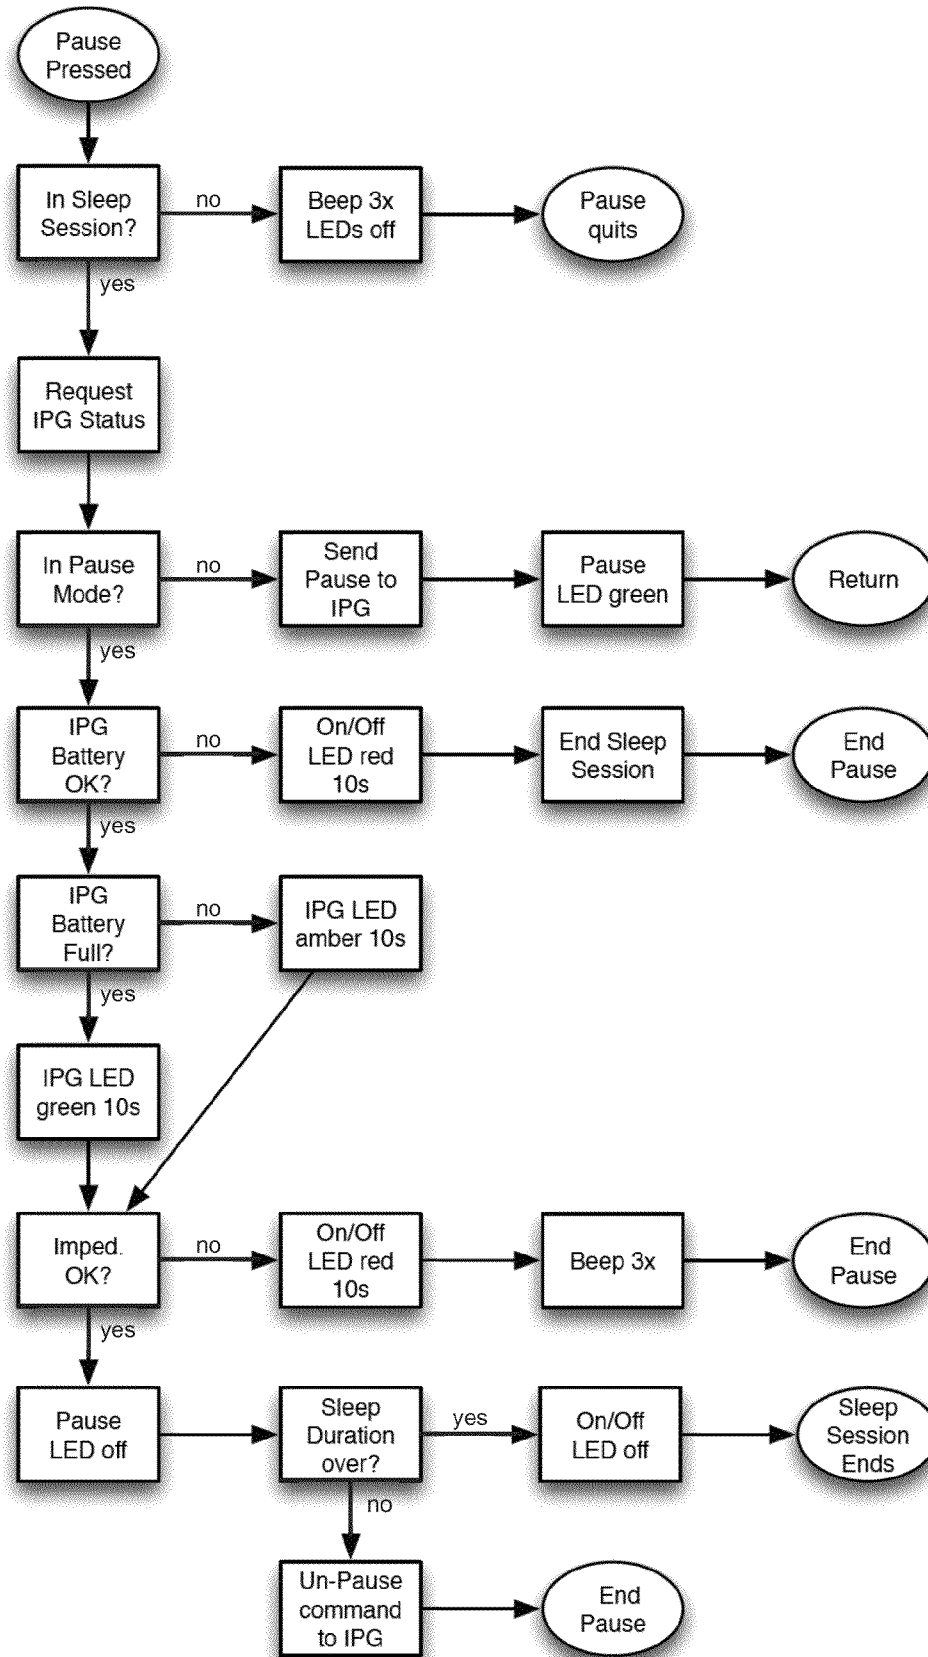 Pause
Pressed
In Sleep
Session?
no
Beep 3x
LEDs off
Pause
quits
yes
Request
IPG Status
In Pause
Mode?
no
Send
Pause to
IPG
Pause
LED green
Return
yes
IPG
Battery
OK?
no
On/Off
LED red
10s
End Sleep
Session
End
Pause
yes
IPG
Battery
Full?
no
IPG LED
amber 10s
yes
IPG LED
green 10s
Imped.
OK?
no
On/Off
LED red
10s
Beep 3x
End
Pause
yes
Pause
LED off
Sleep
Duration
over?
yes
On/Off
LED off
Sleep
Session
Ends
no
Un-Pause
command
to IPG
End
Pause